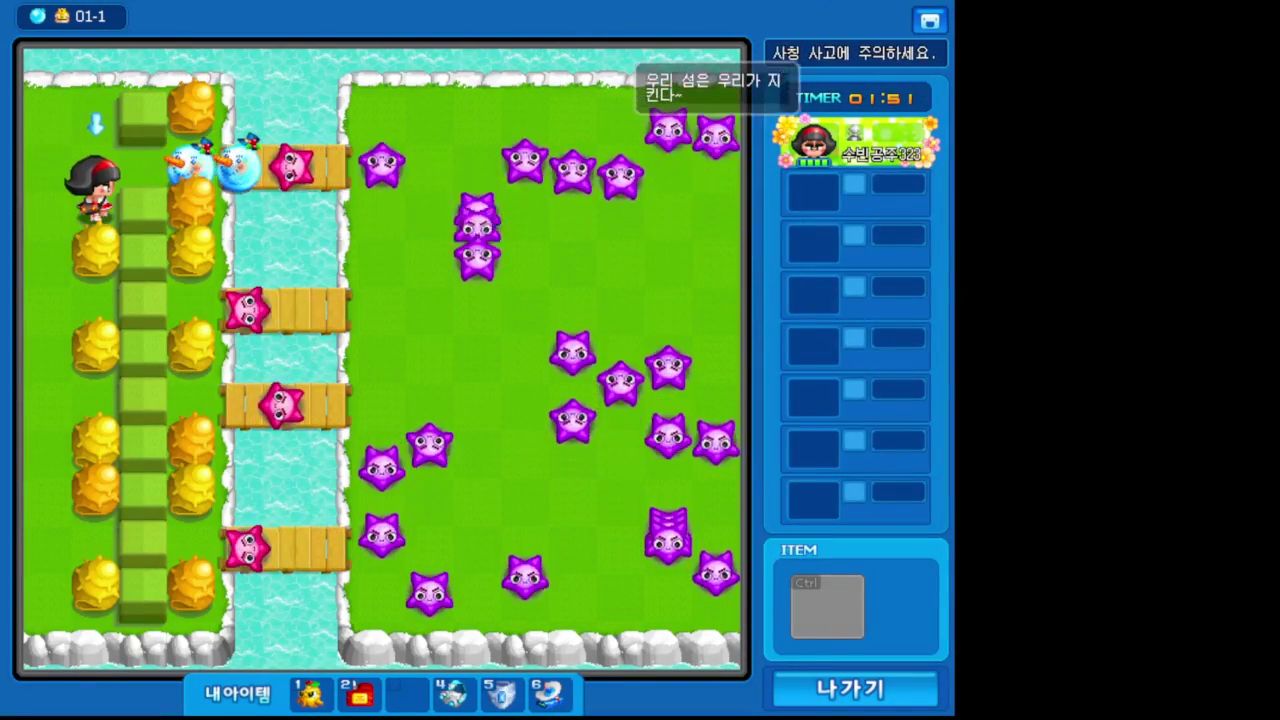 01-1
사칭 사고에 주의하세요.
우리 섬은 우리가 지
킨다~
TIMER 01:51
수빈공주323
ITEM
Ctrl
내 아이템
1
2
4
5
6
나가기